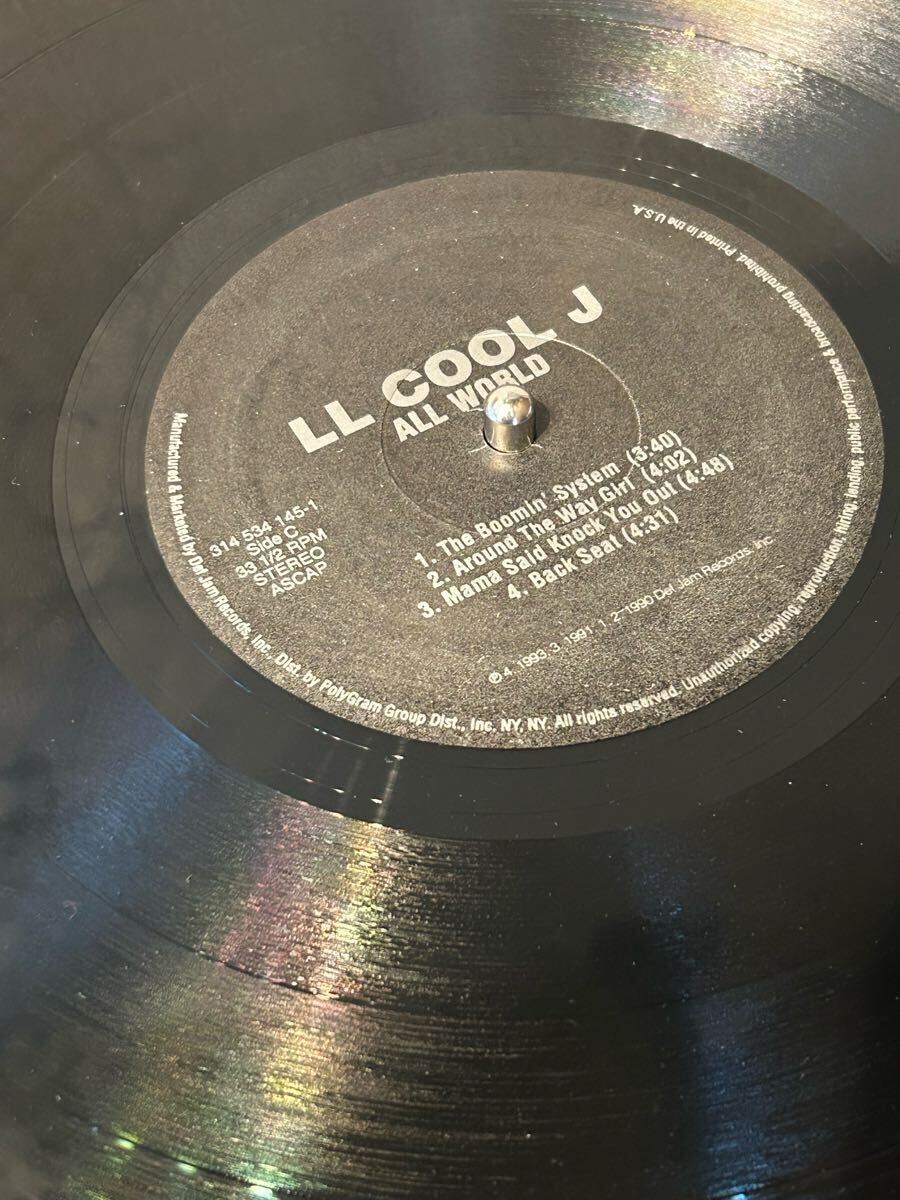 LL COOL J
ALL WORLD
314 534 145-1
Side C
33 1/2 RPM
STEREO
ASCAP
1. The Boomin' System (3:40)
2. Around The Way Girl (4:02)
3. Mama Said Knock You Out (4:48)
4. Back Seat (4:31)
℗ 4. 1993, 3. 1991, 1, 2-1990 Def Jam Records, Inc.
Manufactured & Marketed by Def Jam Records, Inc., Dist. by PolyGram Group Dist., Inc. NY, NY. All rights reserved. Unauthorized copying, reproduction, hiring, lending, public performance & broadcasting prohibited. Printed in the U.S.A.